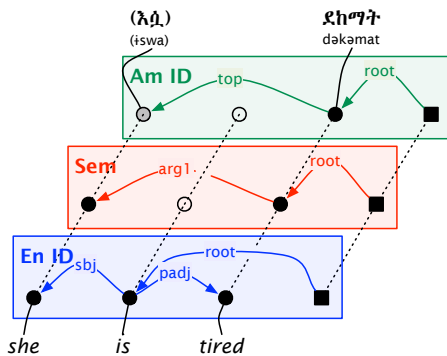 (እሷ) ደከማት
(ɨswa) dəkəmat
Am ID top root
Sem arg1 root
En ID sbj padj root
she is tired